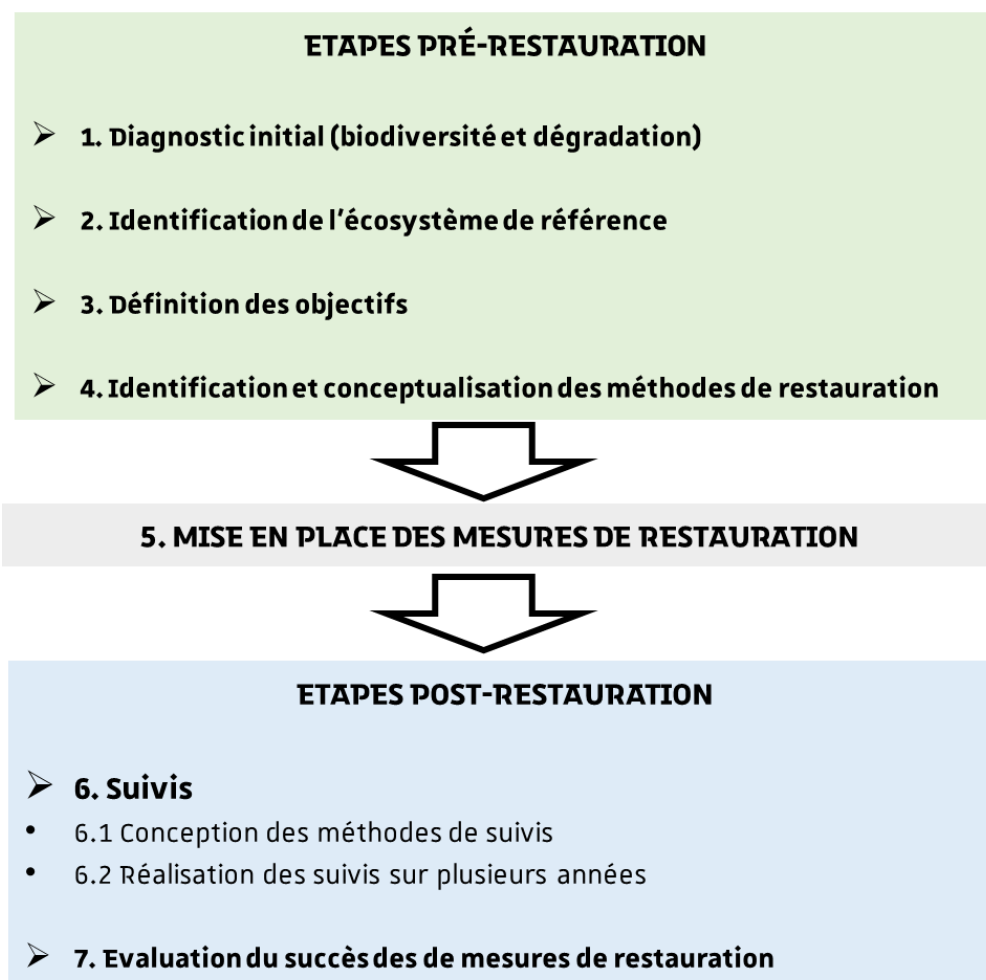 ETAPES PRÉ-RESTAURATION
➢ 1. Diagnostic initial (biodiversité et dégradation)
➢ 2. Identification de l'écosystème de référence
➢ 3. Définition des objectifs
➢ 4. Identification et conceptualisation des méthodes de restauration
5. MISE EN PLACE DES MESURES DE RESTAURATION
ETAPES POST-RESTAURATION
➢ 6. Suivis
• 6.1 Conception des méthodes de suivis
• 6.2 Réalisation des suivis sur plusieurs années
➢ 7. Evaluation du succès des de mesures de restauration